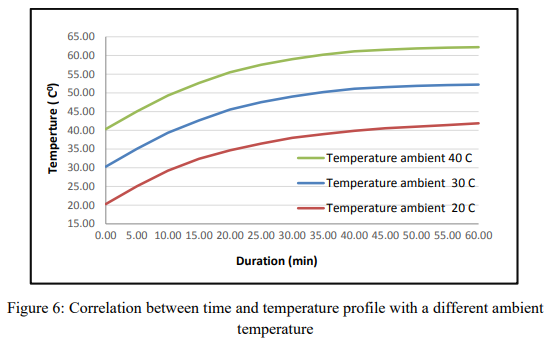 65.00
60.00
55.00
50.00
45.00
40.00
35.00
30.00
25.00
20.00
15.00
Temperture ( C⁰)
Temperature ambient 40 C
Temperature ambient 30 C
Temperature ambient 20 C
0.00 5.00 10.00 15.00 20.00 25.00 30.00 35.00 40.00 45.00 50.00 55.00 60.00
Duration (min)
Figure 6: Correlation between time and temperature profile with a different ambient
temperature